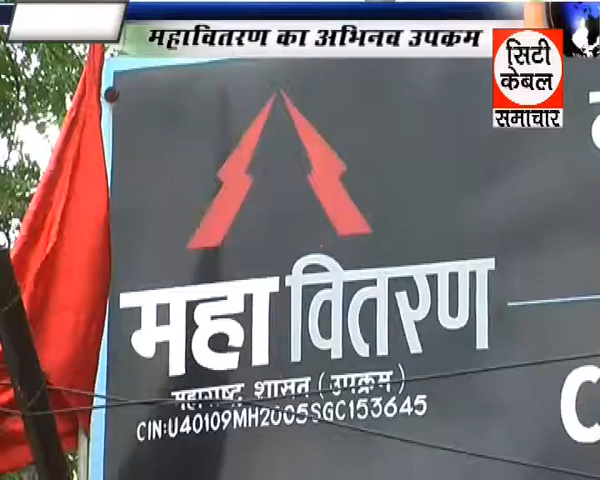 महावितरण का अभिनव उपक्रम
सिटी
केबल
समाचार
महावितरण
महाराष्ट्र शासन (उपक्रम)
CIN:U40109MH2005SGC153645